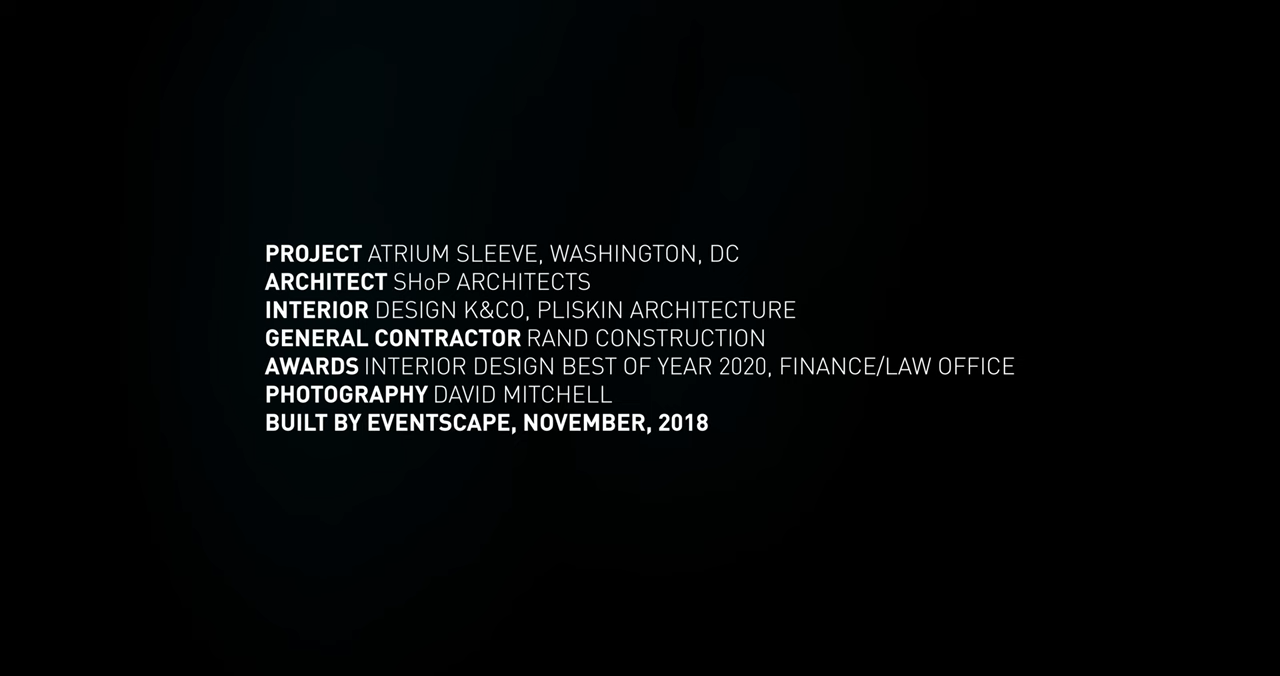 PROJECT ATRIUM SLEEVE, WASHINGTON, DC
ARCHITECT SHoP ARCHITECTS
INTERIOR DESIGN K&CO, PLISKIN ARCHITECTURE
GENERAL CONTRACTOR RAND CONSTRUCTION
AWARDS INTERIOR DESIGN BEST OF YEAR 2020, FINANCE/LAW OFFICE
PHOTOGRAPHY DAVID MITCHELL
BUILT BY EVENTSCAPE, NOVEMBER, 2018